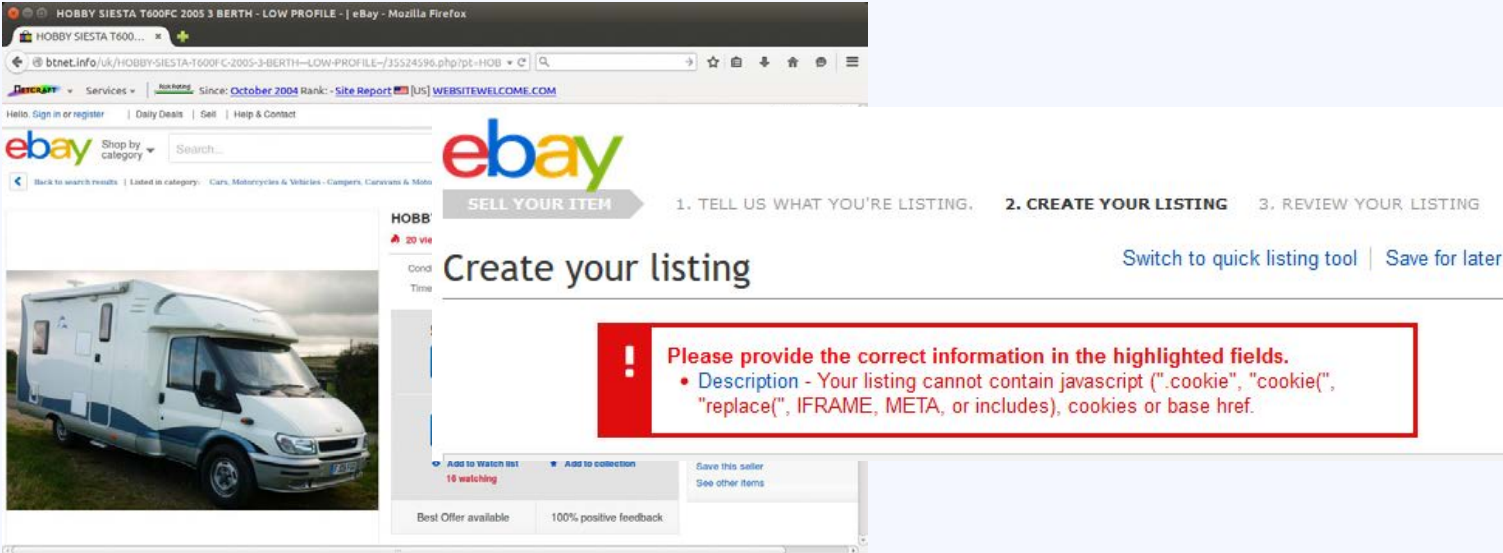 HOBBY SIESTA T600FC 2005 3 BERTH - LOW PROFILE - | eBay - Mozilla Firefox
HOBBY SIESTA T600...
btnet.info/uk/HOBBY-SIESTA-T600FC-2005-3-BERTH—LOW-PROFILE-/35524596.php?pt=HOB
NETCRAFT Services Not Rating Since: October 2004 Rank: - Site Report [US] WEBSITEWELCOME.COM
Hello. Sign in or register | Daily Deals | Sell | Help & Contact
ebay Shop by category Search...
Back to search results | Listed in category: Cars, Motorcycles & Vehicles - Campers, Caravans & Moto
HOBB
20 vie
Cond
Time
Add to Watch list
Add to collection
16 watching
Save this seller
See other items
Best Offer available
100% positive feedback
ebay
SELL YOUR ITEM 1. TELL US WHAT YOU'RE LISTING. 2. CREATE YOUR LISTING 3. REVIEW YOUR LISTING
Create your listing
Switch to quick listing tool | Save for later
! Please provide the correct information in the highlighted fields.
• Description - Your listing cannot contain javascript (".cookie", "cookie(",
"replace(", IFRAME, META, or includes), cookies or base href.